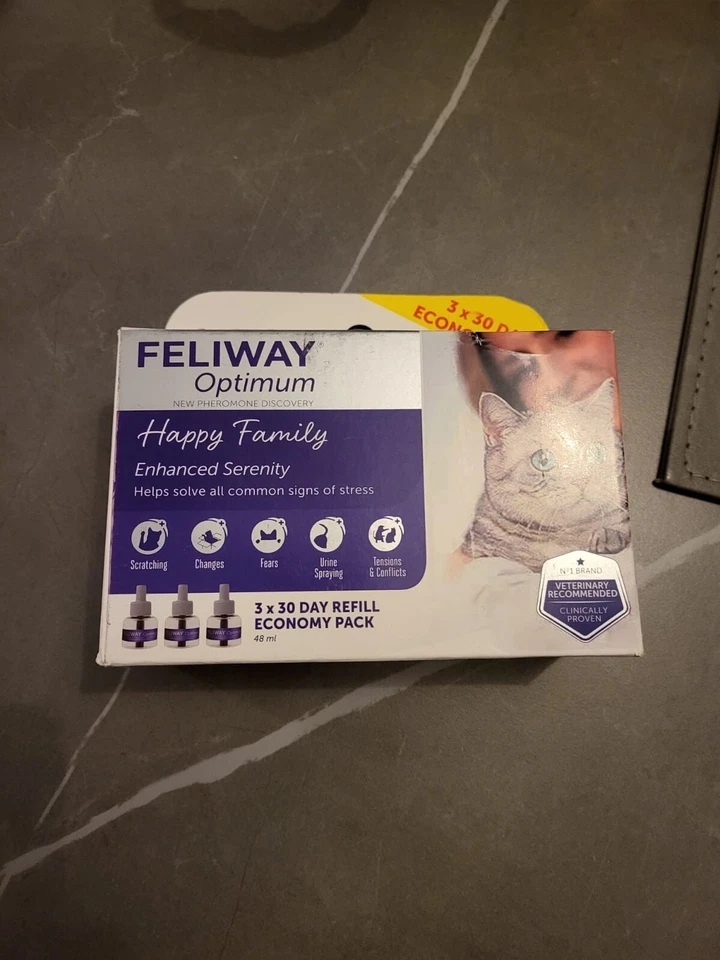 3 x 30 DA
ECONO
FELIWAY
Optimum
NEW PHEROMONE DISCOVERY
Happy Family
Enhanced Serenity
Helps solve all common signs of stress
Scratching
Changes
Fears
Urine
Spraying
Tensions
& Conflicts
3 x 30 DAY REFILL
ECONOMY PACK
48 ml
N°1 BRAND
VETERINARY
RECOMMENDED
CLINICALLY
PROVEN